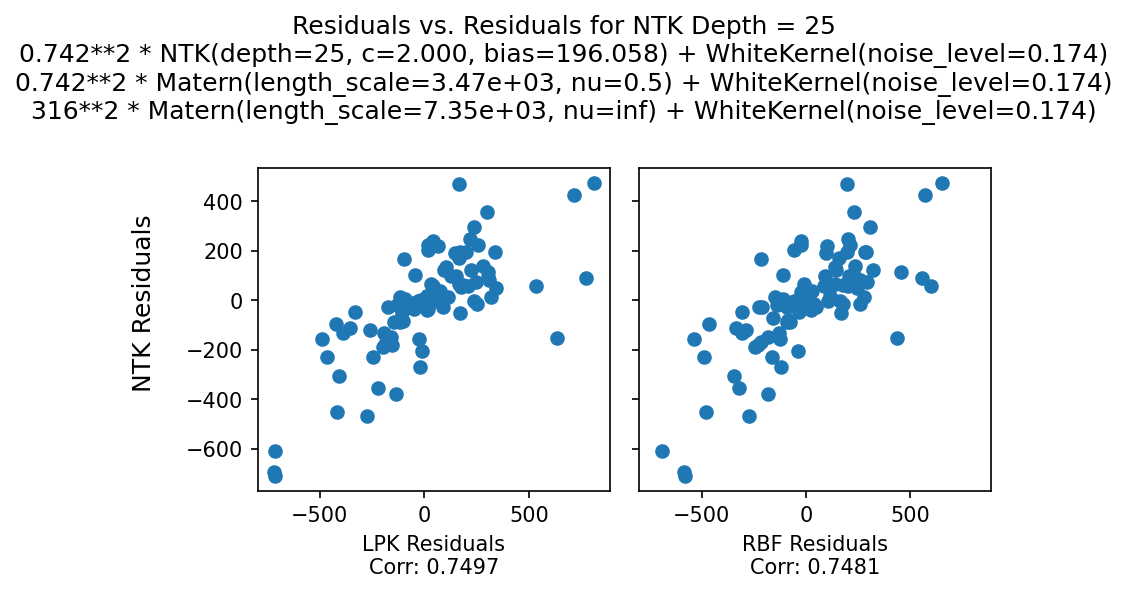 Residuals vs. Residuals for NTK Depth = 25
0.742**2 * NTK(depth=25, c=2.000, bias=196.058) + WhiteKernel(noise_level=0.174)
0.742**2 * Matern(length_scale=3.47e+03, nu=0.5) + WhiteKernel(noise_level=0.174)
316**2 * Matern(length_scale=7.35e+03, nu=inf) + WhiteKernel(noise_level=0.174)
NTK Residuals
400
200
0
−200
−400
−600
−500 0 500
−500 0 500
LPK Residuals
Corr: 0.7497
RBF Residuals
Corr: 0.7481